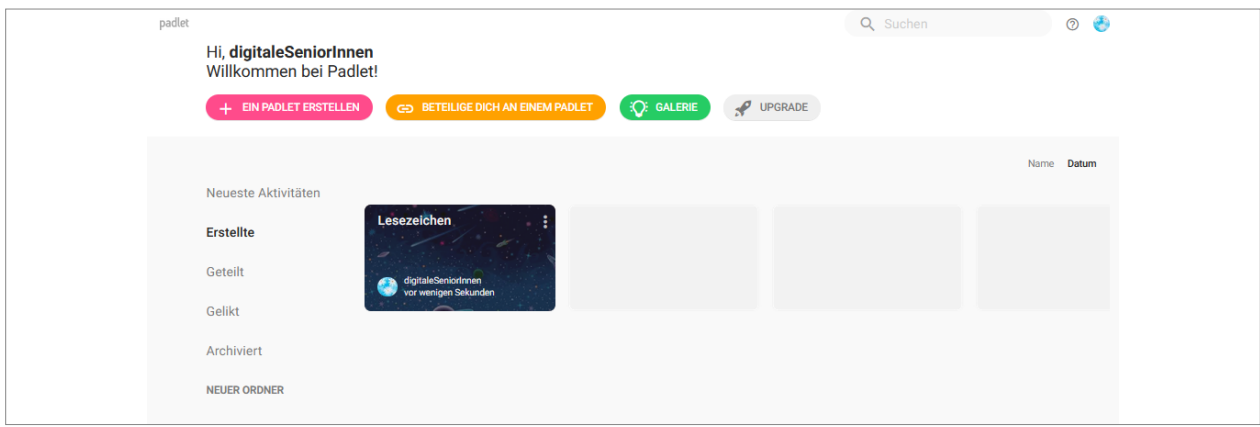 padlet
Suchen
Hi, digitaleSeniorInnen
Willkommen bei Padlet!
EIN PADLET ERSTELLEN
BETEILIGE DICH AN EINEM PADLET
GALERIE
UPGRADE
Name Datum
Neueste Aktivitäten
Erstellte
Geteilt
Gelikt
Archiviert
NEUER ORDNER
Lesezeichen
digitaleSeniorInnen
vor wenigen Sekunden